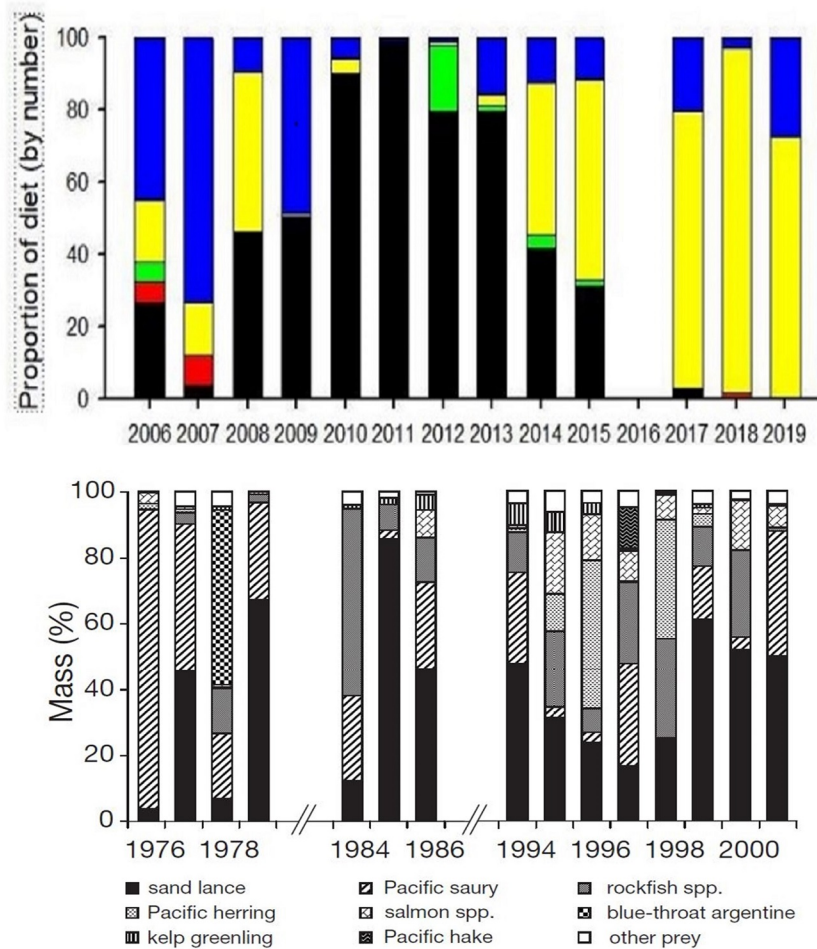 Proportion of diet (by number)
100
80
60
40
20
0
2006 2007 2008 2009 2010 2011 2012 2013 2014 2015 2016 2017 2018 2019
Mass (%)
100
80
60
40
20
0
1976 1978 1984 1986 1994 1996 1998 2000
sand lance Pacific saury rockfish spp.
Pacific herring salmon spp. blue-throat argentine
kelp greenling Pacific hake other prey